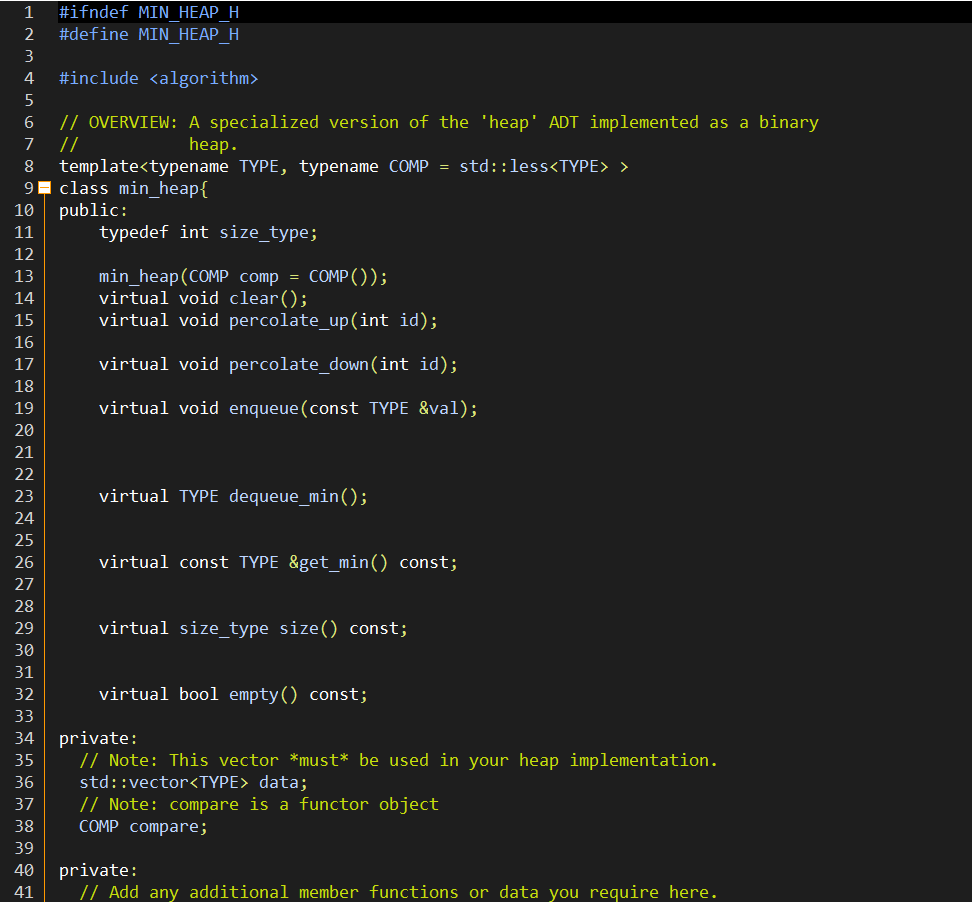 1 #ifndef MIN_HEAP_H
2 #define MIN_HEAP_H
3
4 #include <algorithm>
5
6 // OVERVIEW: A specialized version of the 'heap' ADT implemented as a binary
7 //           heap.
8 template<typename TYPE, typename COMP = std::less<TYPE> >
9 class min_heap{
10 public:
11     typedef int size_type;
12
13     min_heap(COMP comp = COMP());
14     virtual void clear();
15     virtual void percolate_up(int id);
16
17     virtual void percolate_down(int id);
18
19     virtual void enqueue(const TYPE &val);
20
21
22
23     virtual TYPE dequeue_min();
24
25
26     virtual const TYPE &get_min() const;
27
28
29     virtual size_type size() const;
30
31
32     virtual bool empty() const;
33
34 private:
35   // Note: This vector *must* be used in your heap implementation.
36   std::vector<TYPE> data;
37   // Note: compare is a functor object
38   COMP compare;
39
40 private:
41   // Add any additional member functions or data you require here.